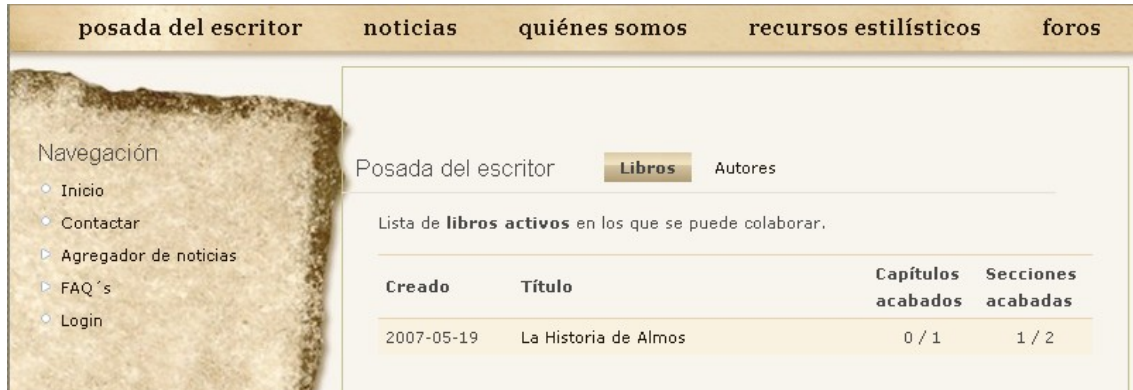 posada del escritor noticias quiénes somos recursos estilísticos foros
Navegación
Inicio
Contactar
Agregador de noticias
FAQ´s
Login
Posada del escritor Libros Autores
Lista de libros activos en los que se puede colaborar.
Creado Título Capítulos acabados Secciones acabadas
2007-05-19 La Historia de Almos 0 / 1 1 / 2